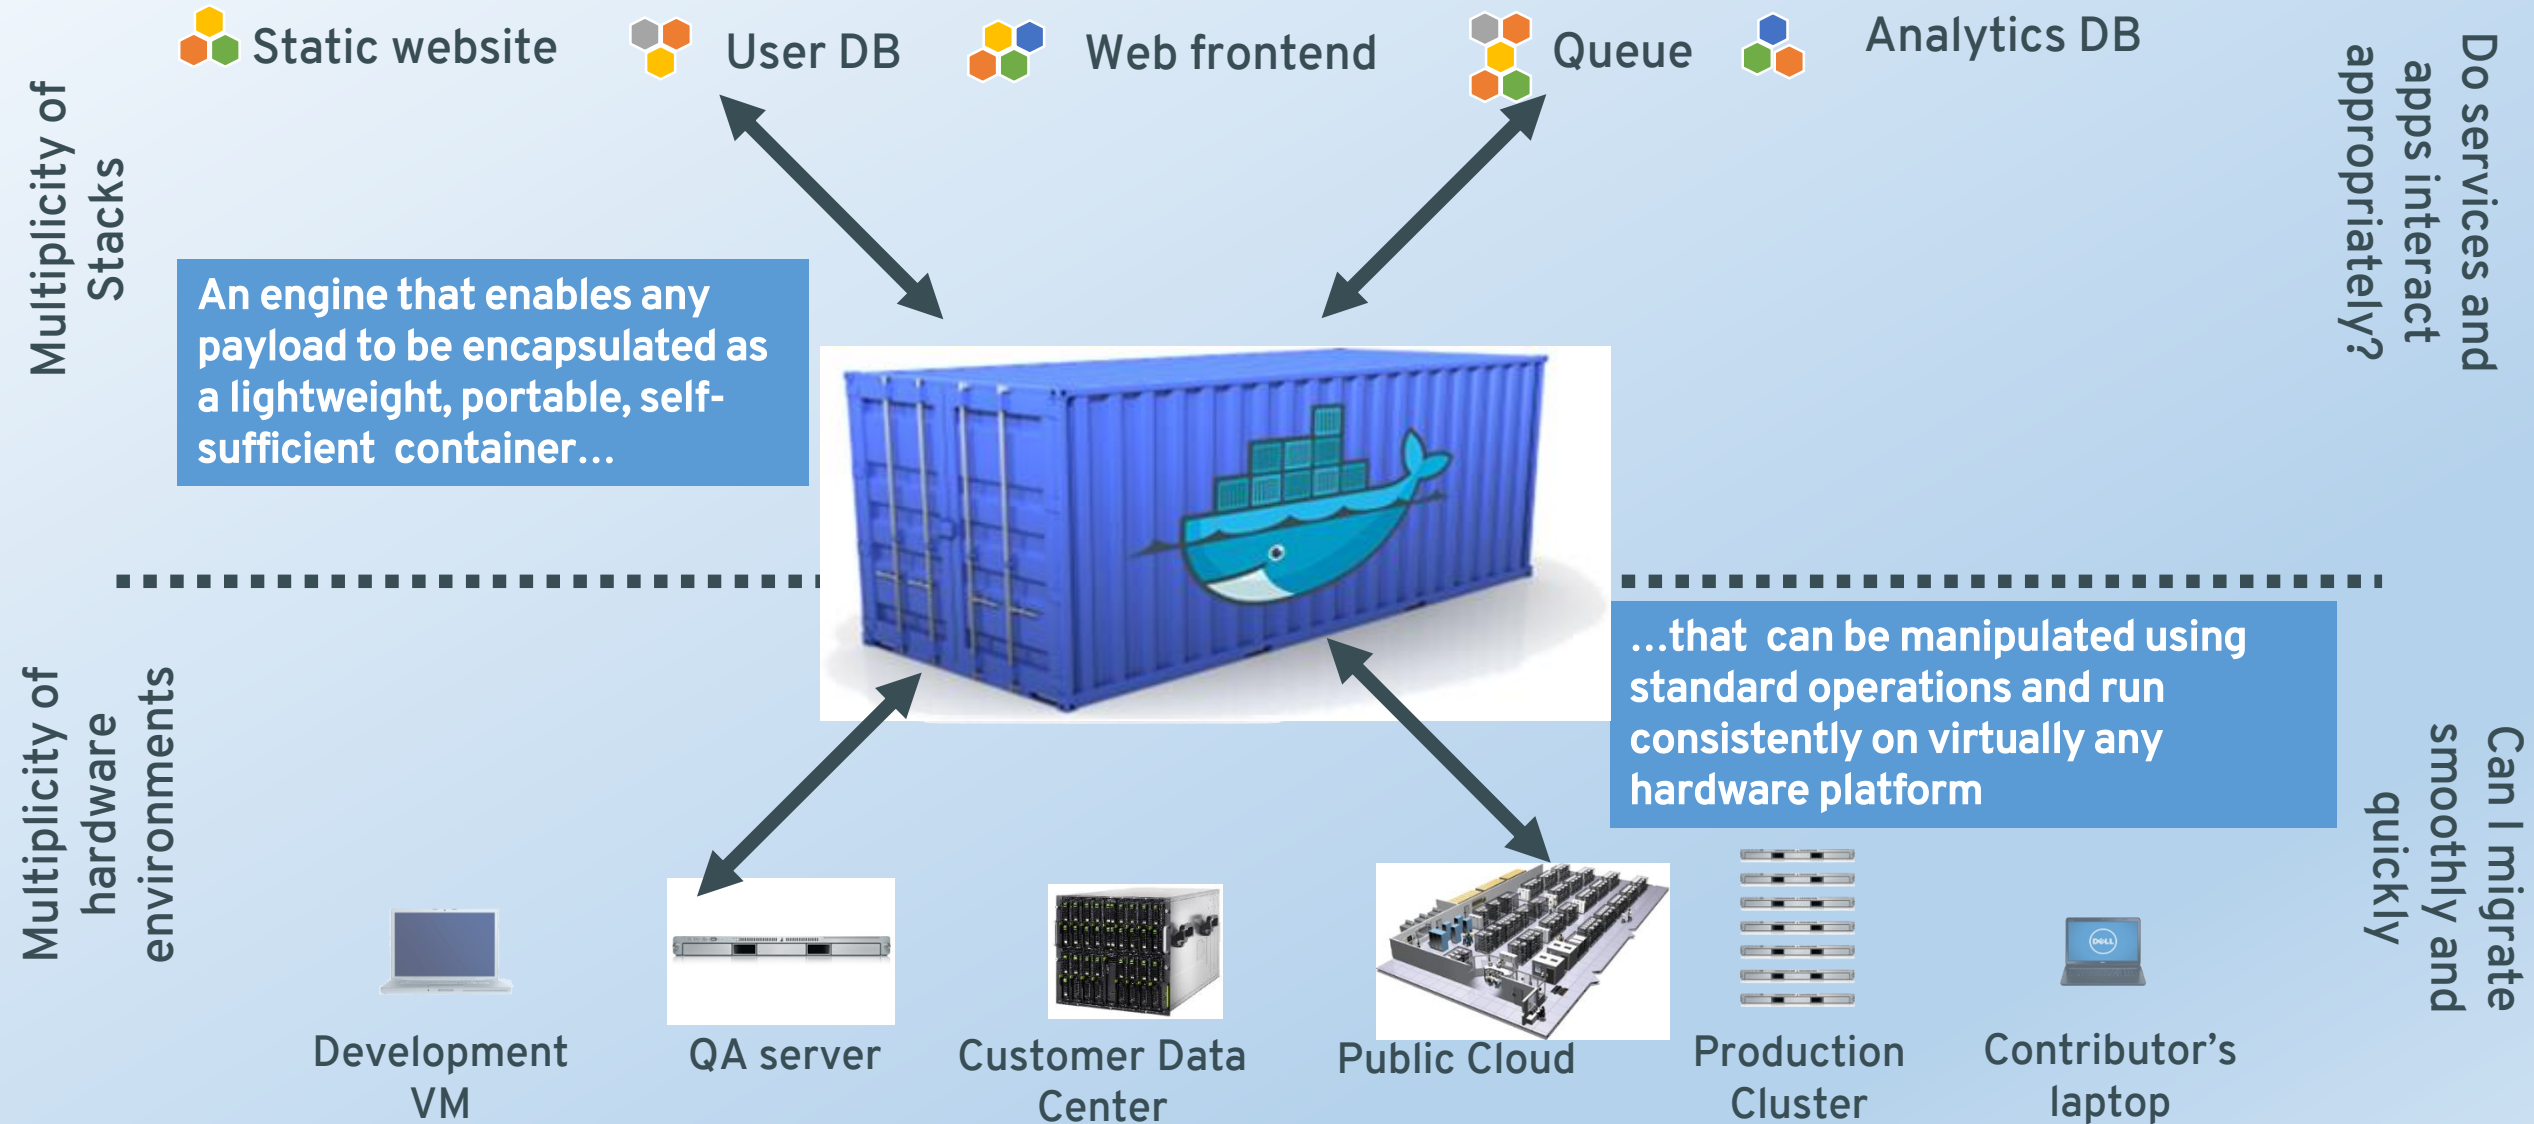 Static website
User DB
Web frontend
Queue
Analytics DB
Multiplicity of
Stacks
Do services and
apps interact
appropriately?
An engine that enables any
payload to be encapsulated as
a lightweight, portable, self-
sufficient container...
...that can be manipulated using
standard operations and run
consistently on virtually any
hardware platform
Multiplicity of
hardware
environments
Can I migrate
smoothly and
quickly
DELL
Development
VM
QA server
Customer Data
Center
Public Cloud
Production
Cluster
Contributor’s
laptop